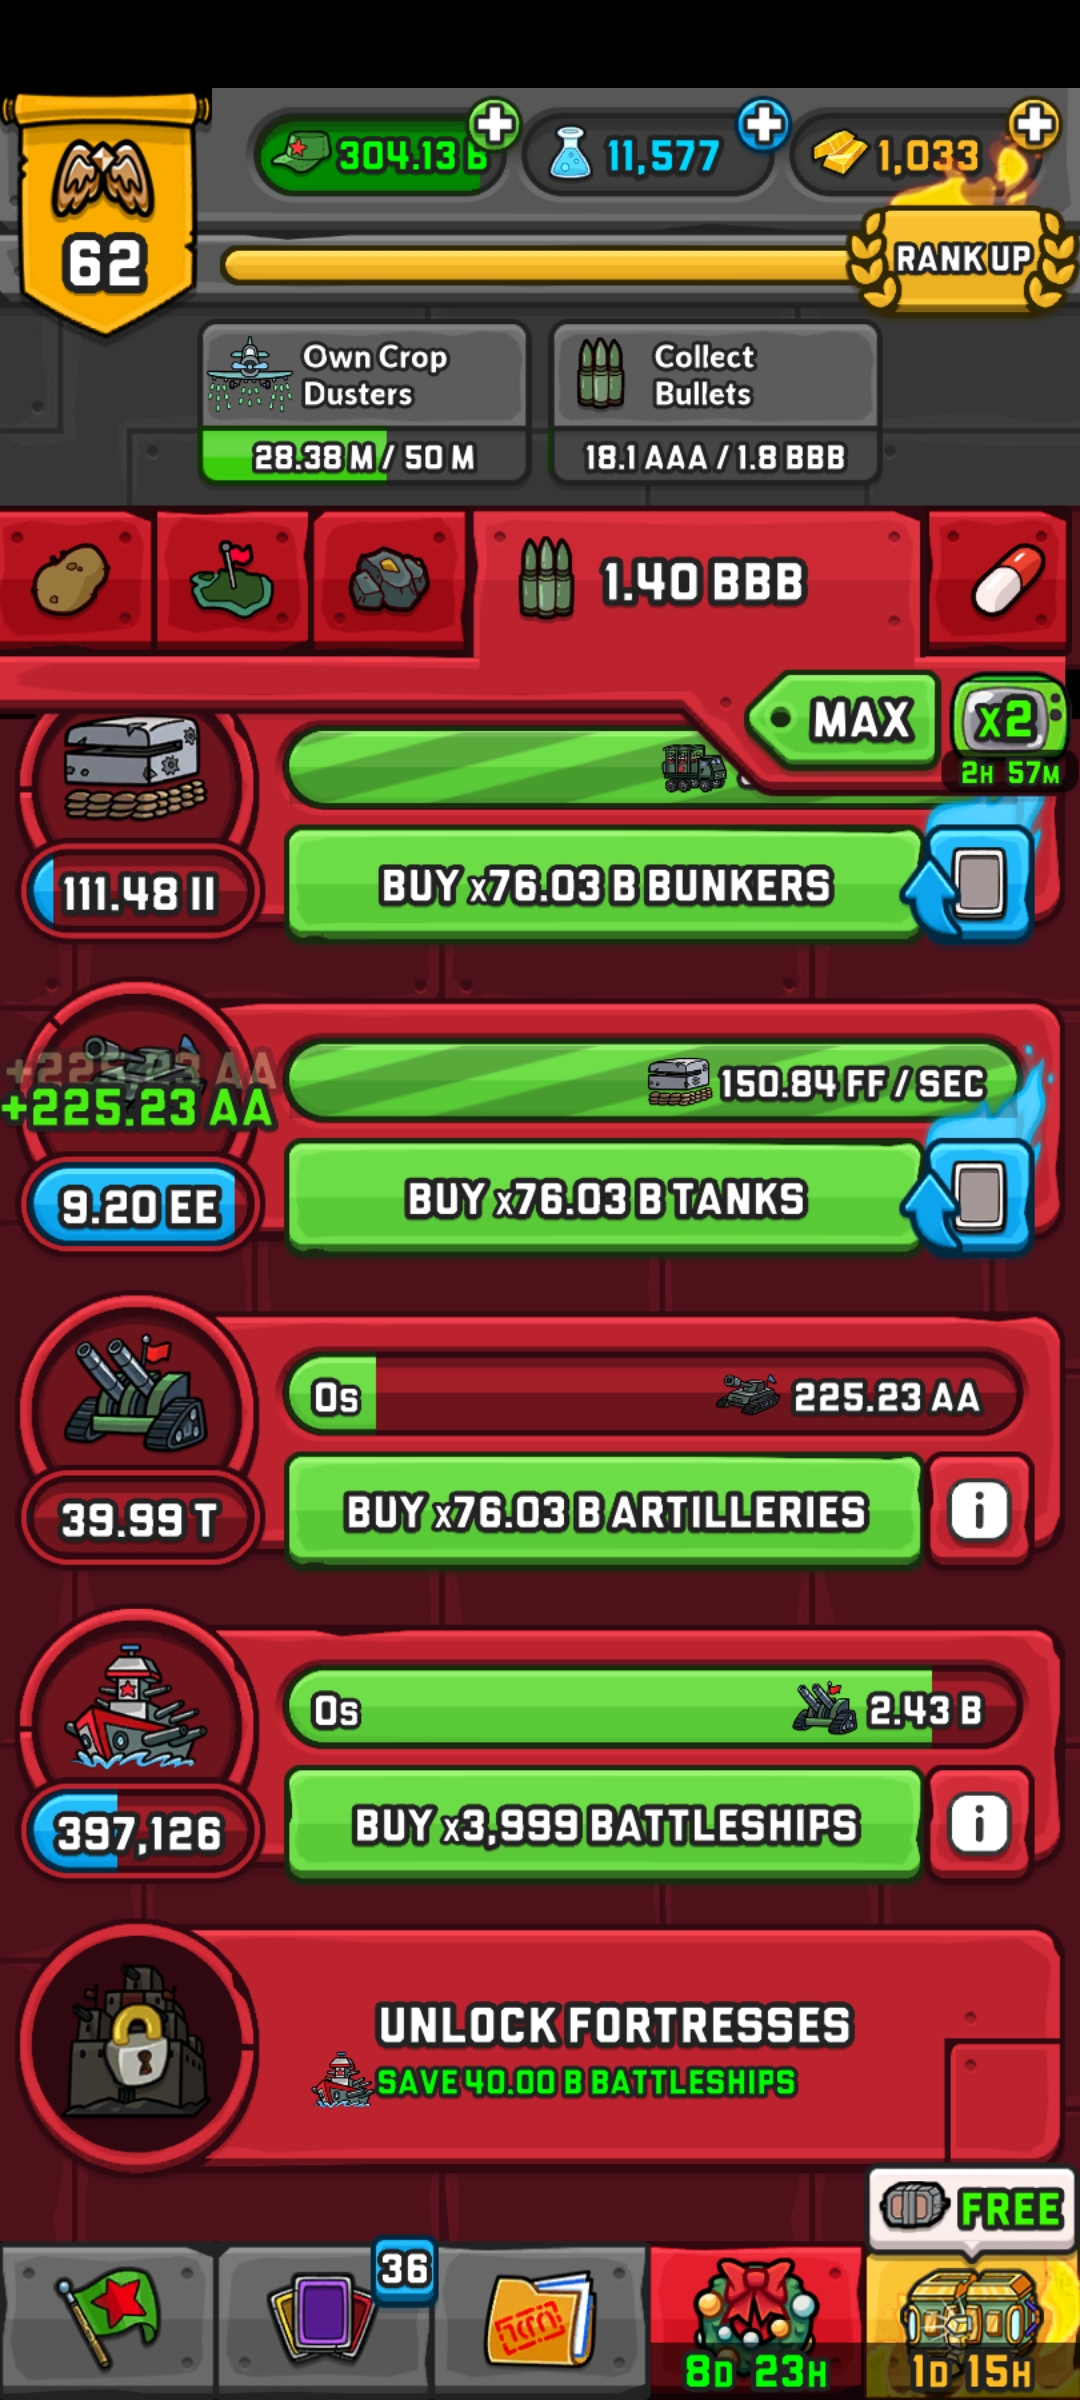 304.13 B
11,577
1,033
62
RANK UP
Own Crop
Dusters
28.38 M / 50 M
Collect
Bullets
18.1 AAA / 1.8 BBB
1.40 BBB
MAX
x2
2H 57M
111.48 II
BUY x76.03 B BUNKERS
+225.23 AA
+225.23 AA
150.84 FF / SEC
9.20 EE
BUY x76.03 B TANKS
0s
225.23 AA
39.99 T
BUY x76.03 B ARTILLERIES
i
0s
2.43 B
397,126
BUY x3,999 BATTLESHIPS
i
UNLOCK FORTRESSES
SAVE 40.00 B BATTLESHIPS
FREE
36
8D 23H
1D 15H